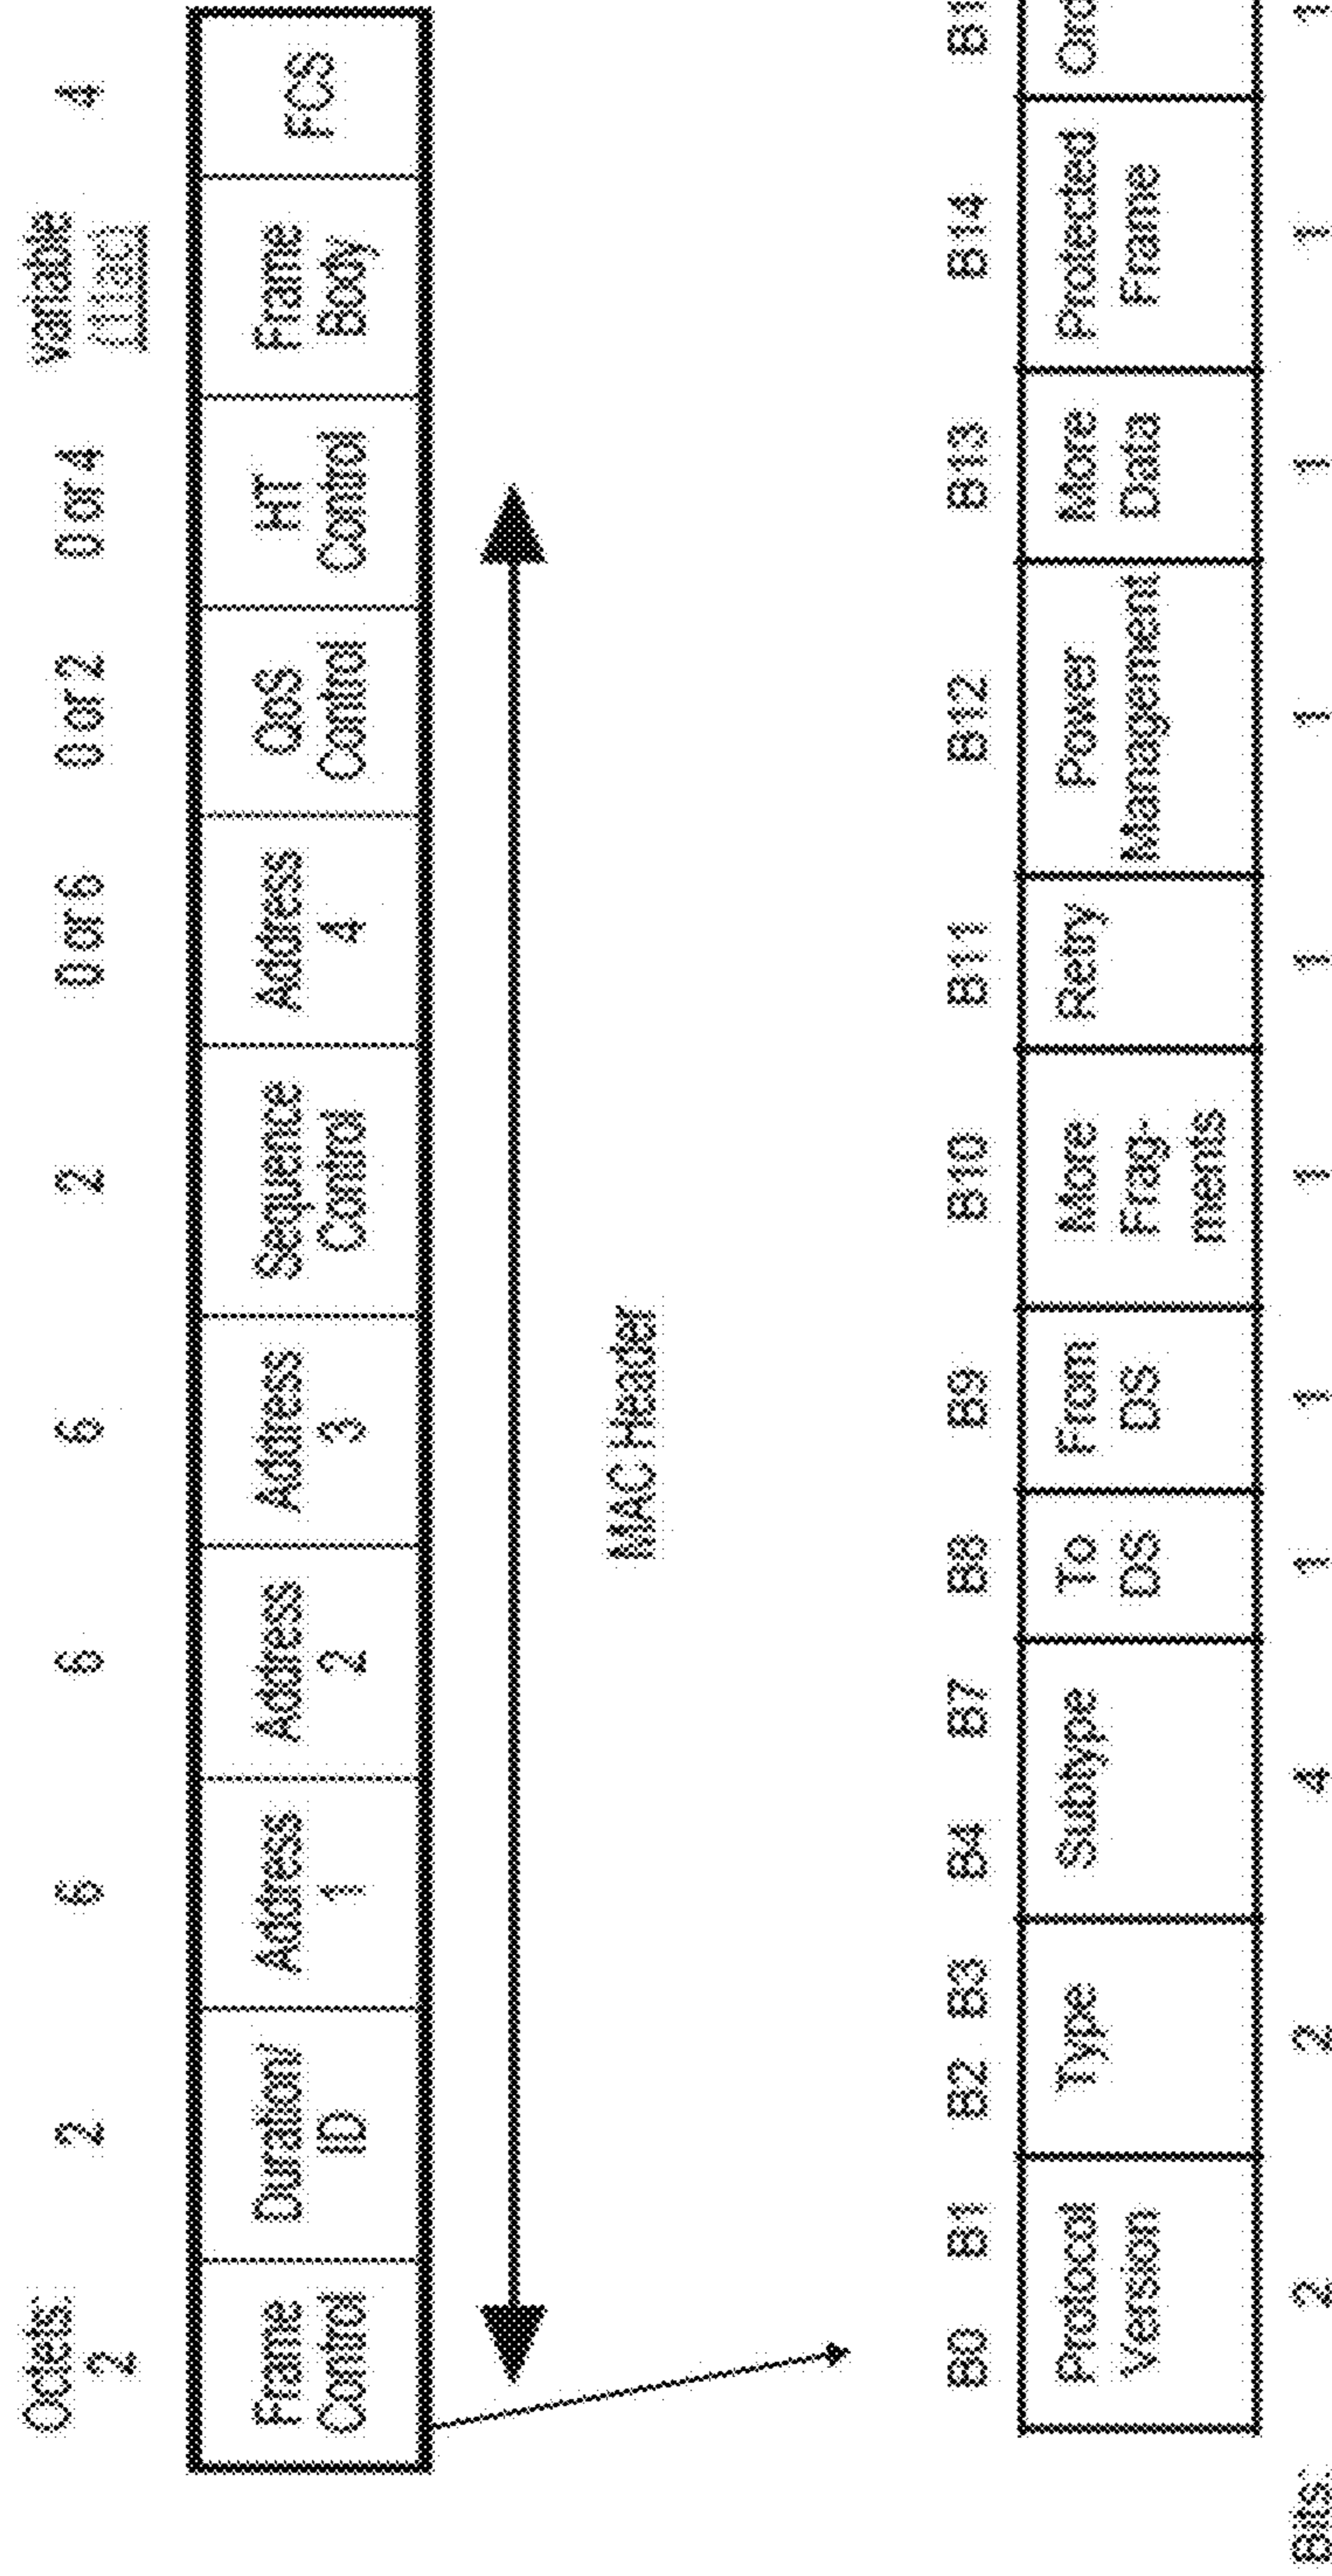 Octets: 2 2 6 6 6 2 0 or 6 0 or 2 0 or 4 variable 4
Frame Control Duration/ ID Address 1 Address 2 Address 3 Sequence Control Address 4 QoS Control HT Control Frame Body FCS
MAC Header
B0 B1 B2 B3 B4 B7 B8 B9 B10 B11 B12 B13 B14 B1
Protocol Version Type Subtype To DS From DS More Frag- ments Retry Power Management More Data Protected Frame Ord
Bits: 2 2 4 1 1 1 1 1 1 1 1